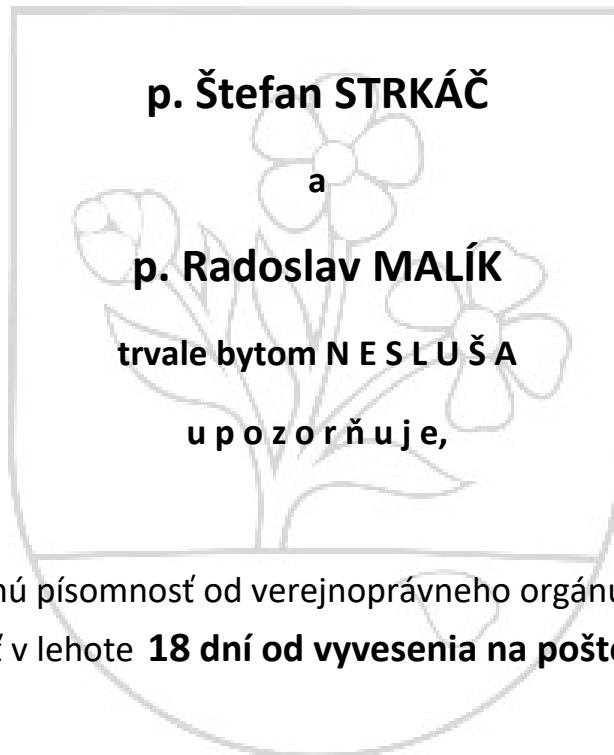 p. Štefan STRKÁČ
a
p. Radoslav MALÍK
trvale bytom N E S L U Š A
u p o z o r ň u j e,
písomnosť od verejnoprávneho orgánu
v lehote 18 dní od vyvesenia na pošte